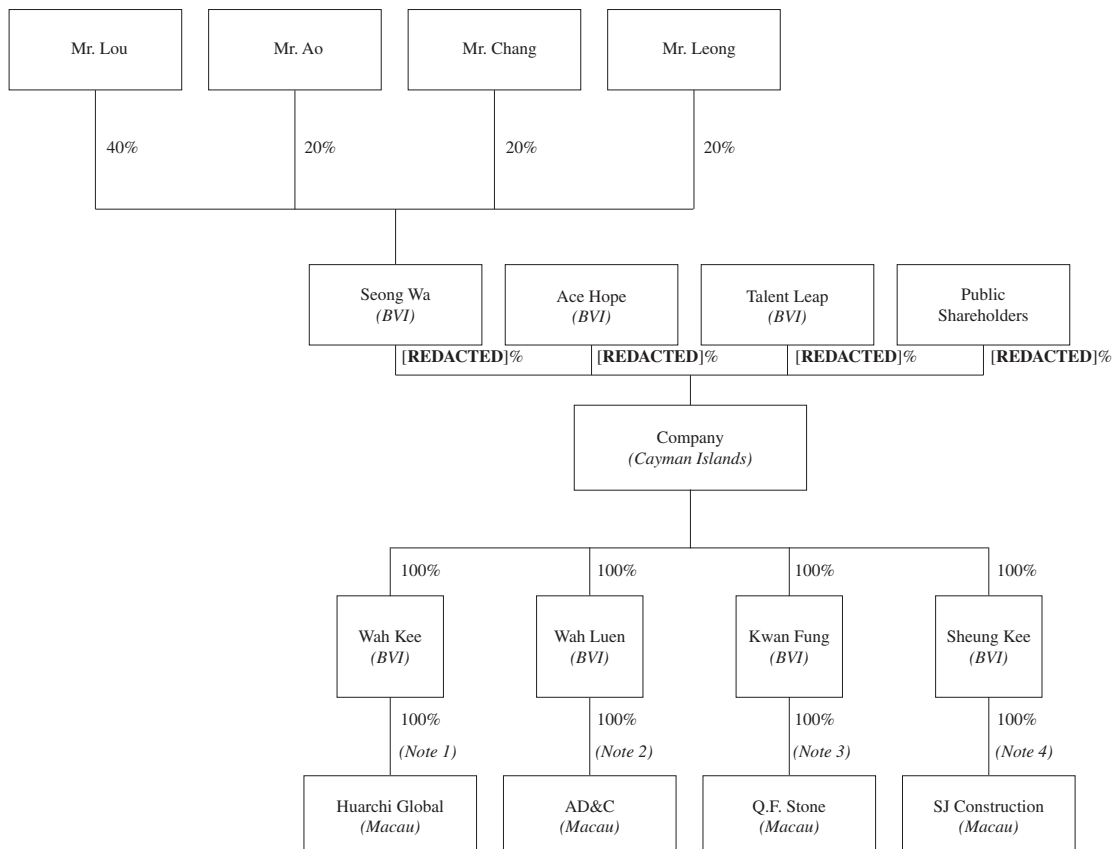 Mr. Lou
Mr. Ao
Mr. Chang
Mr. Leong
40%
20%
20%
20%
Seong Wa
(BVI)
Ace Hope
(BVI)
Talent Leap
(BVI)
Public
Shareholders
[REDACTED]%
[REDACTED]%
[REDACTED]%
[REDACTED]%
Company
(Cayman Islands)
100%
100%
100%
100%
Wah Kee
(BVI)
Wah Luen
(BVI)
Kwan Fung
(BVI)
Sheung Kee
(BVI)
100%
(Note 1)
100%
(Note 2)
100%
(Note 3)
100%
(Note 4)
Huarchi Global
(Macau)
AD&C
(Macau)
Q.F. Stone
(Macau)
SJ Construction
(Macau)